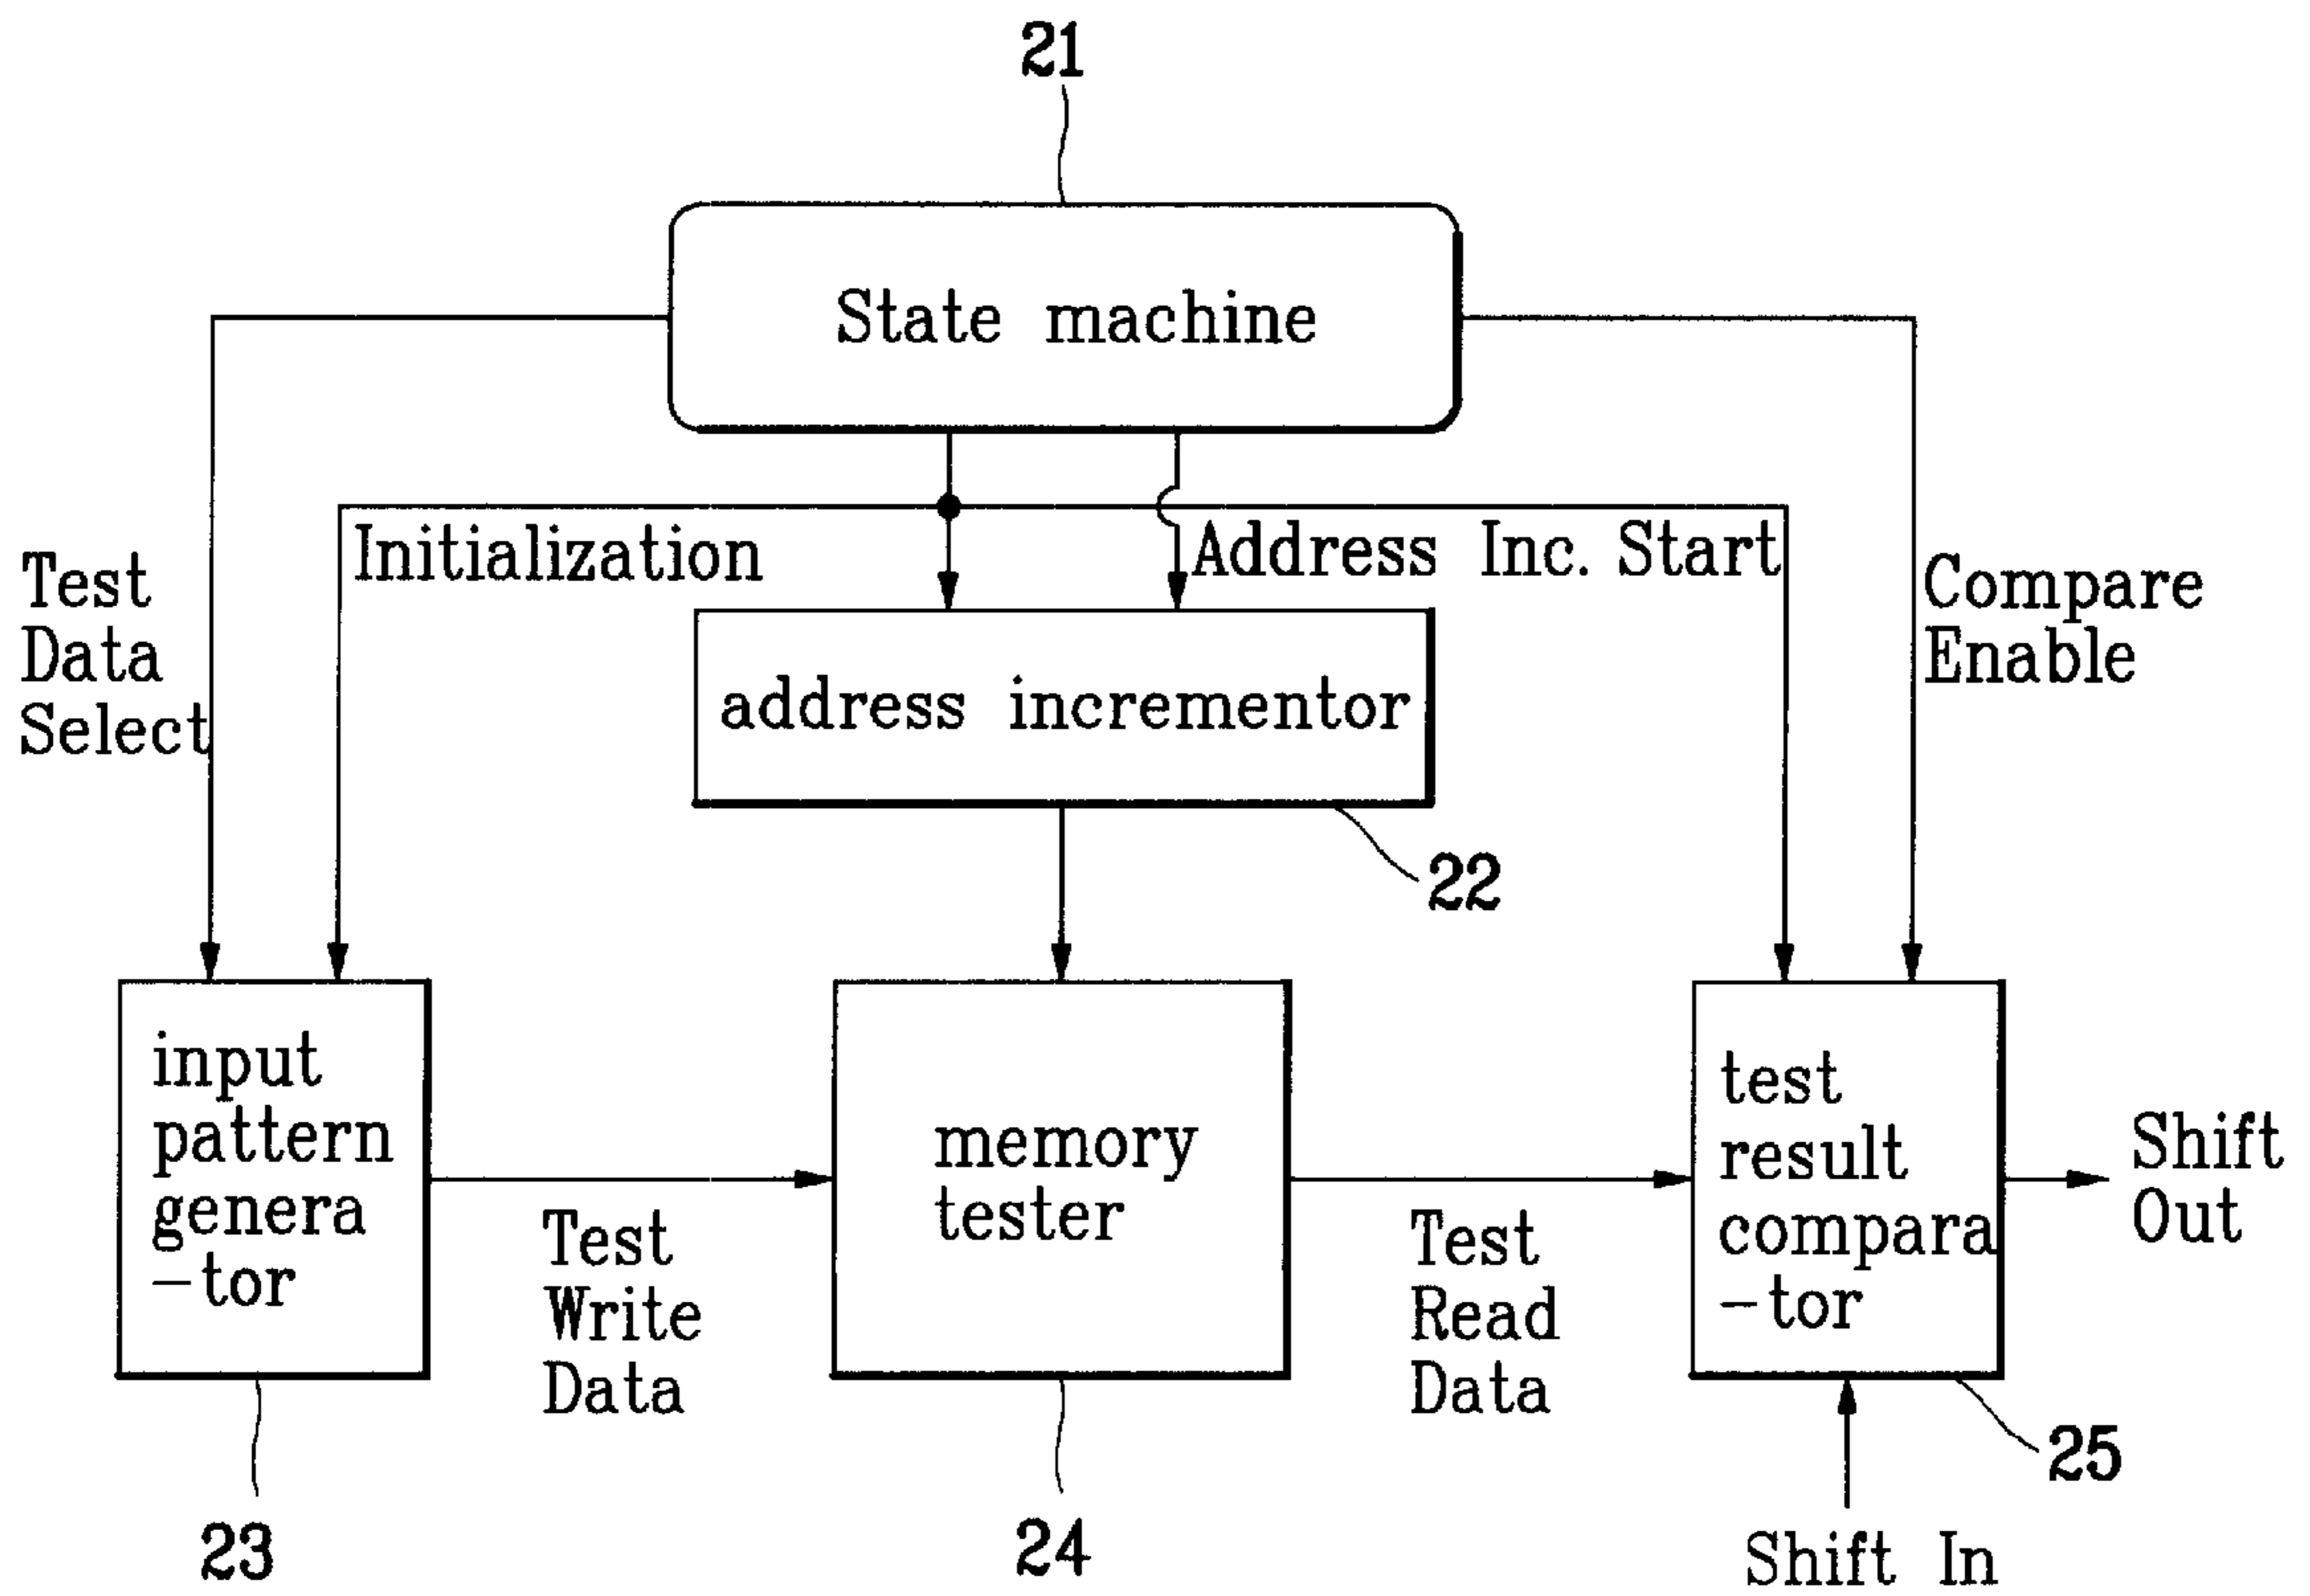 21
State machine
Initialization
Address Inc. Start
Test
Data
Select
Compare
Enable
address incrementor
22
input
pattern
genera
-tor
memory
tester
test
result
compara
-tor
Shift
Out
Test
Write
Data
Test
Read
Data
23
24
25
Shift In